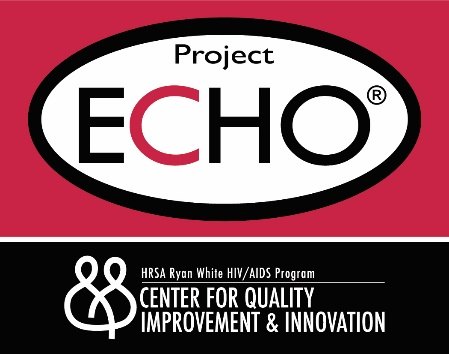 Project
ECHO®
HRSA Ryan White HIV/AIDS Program
CENTER FOR QUALITY
IMPROVEMENT & INNOVATION